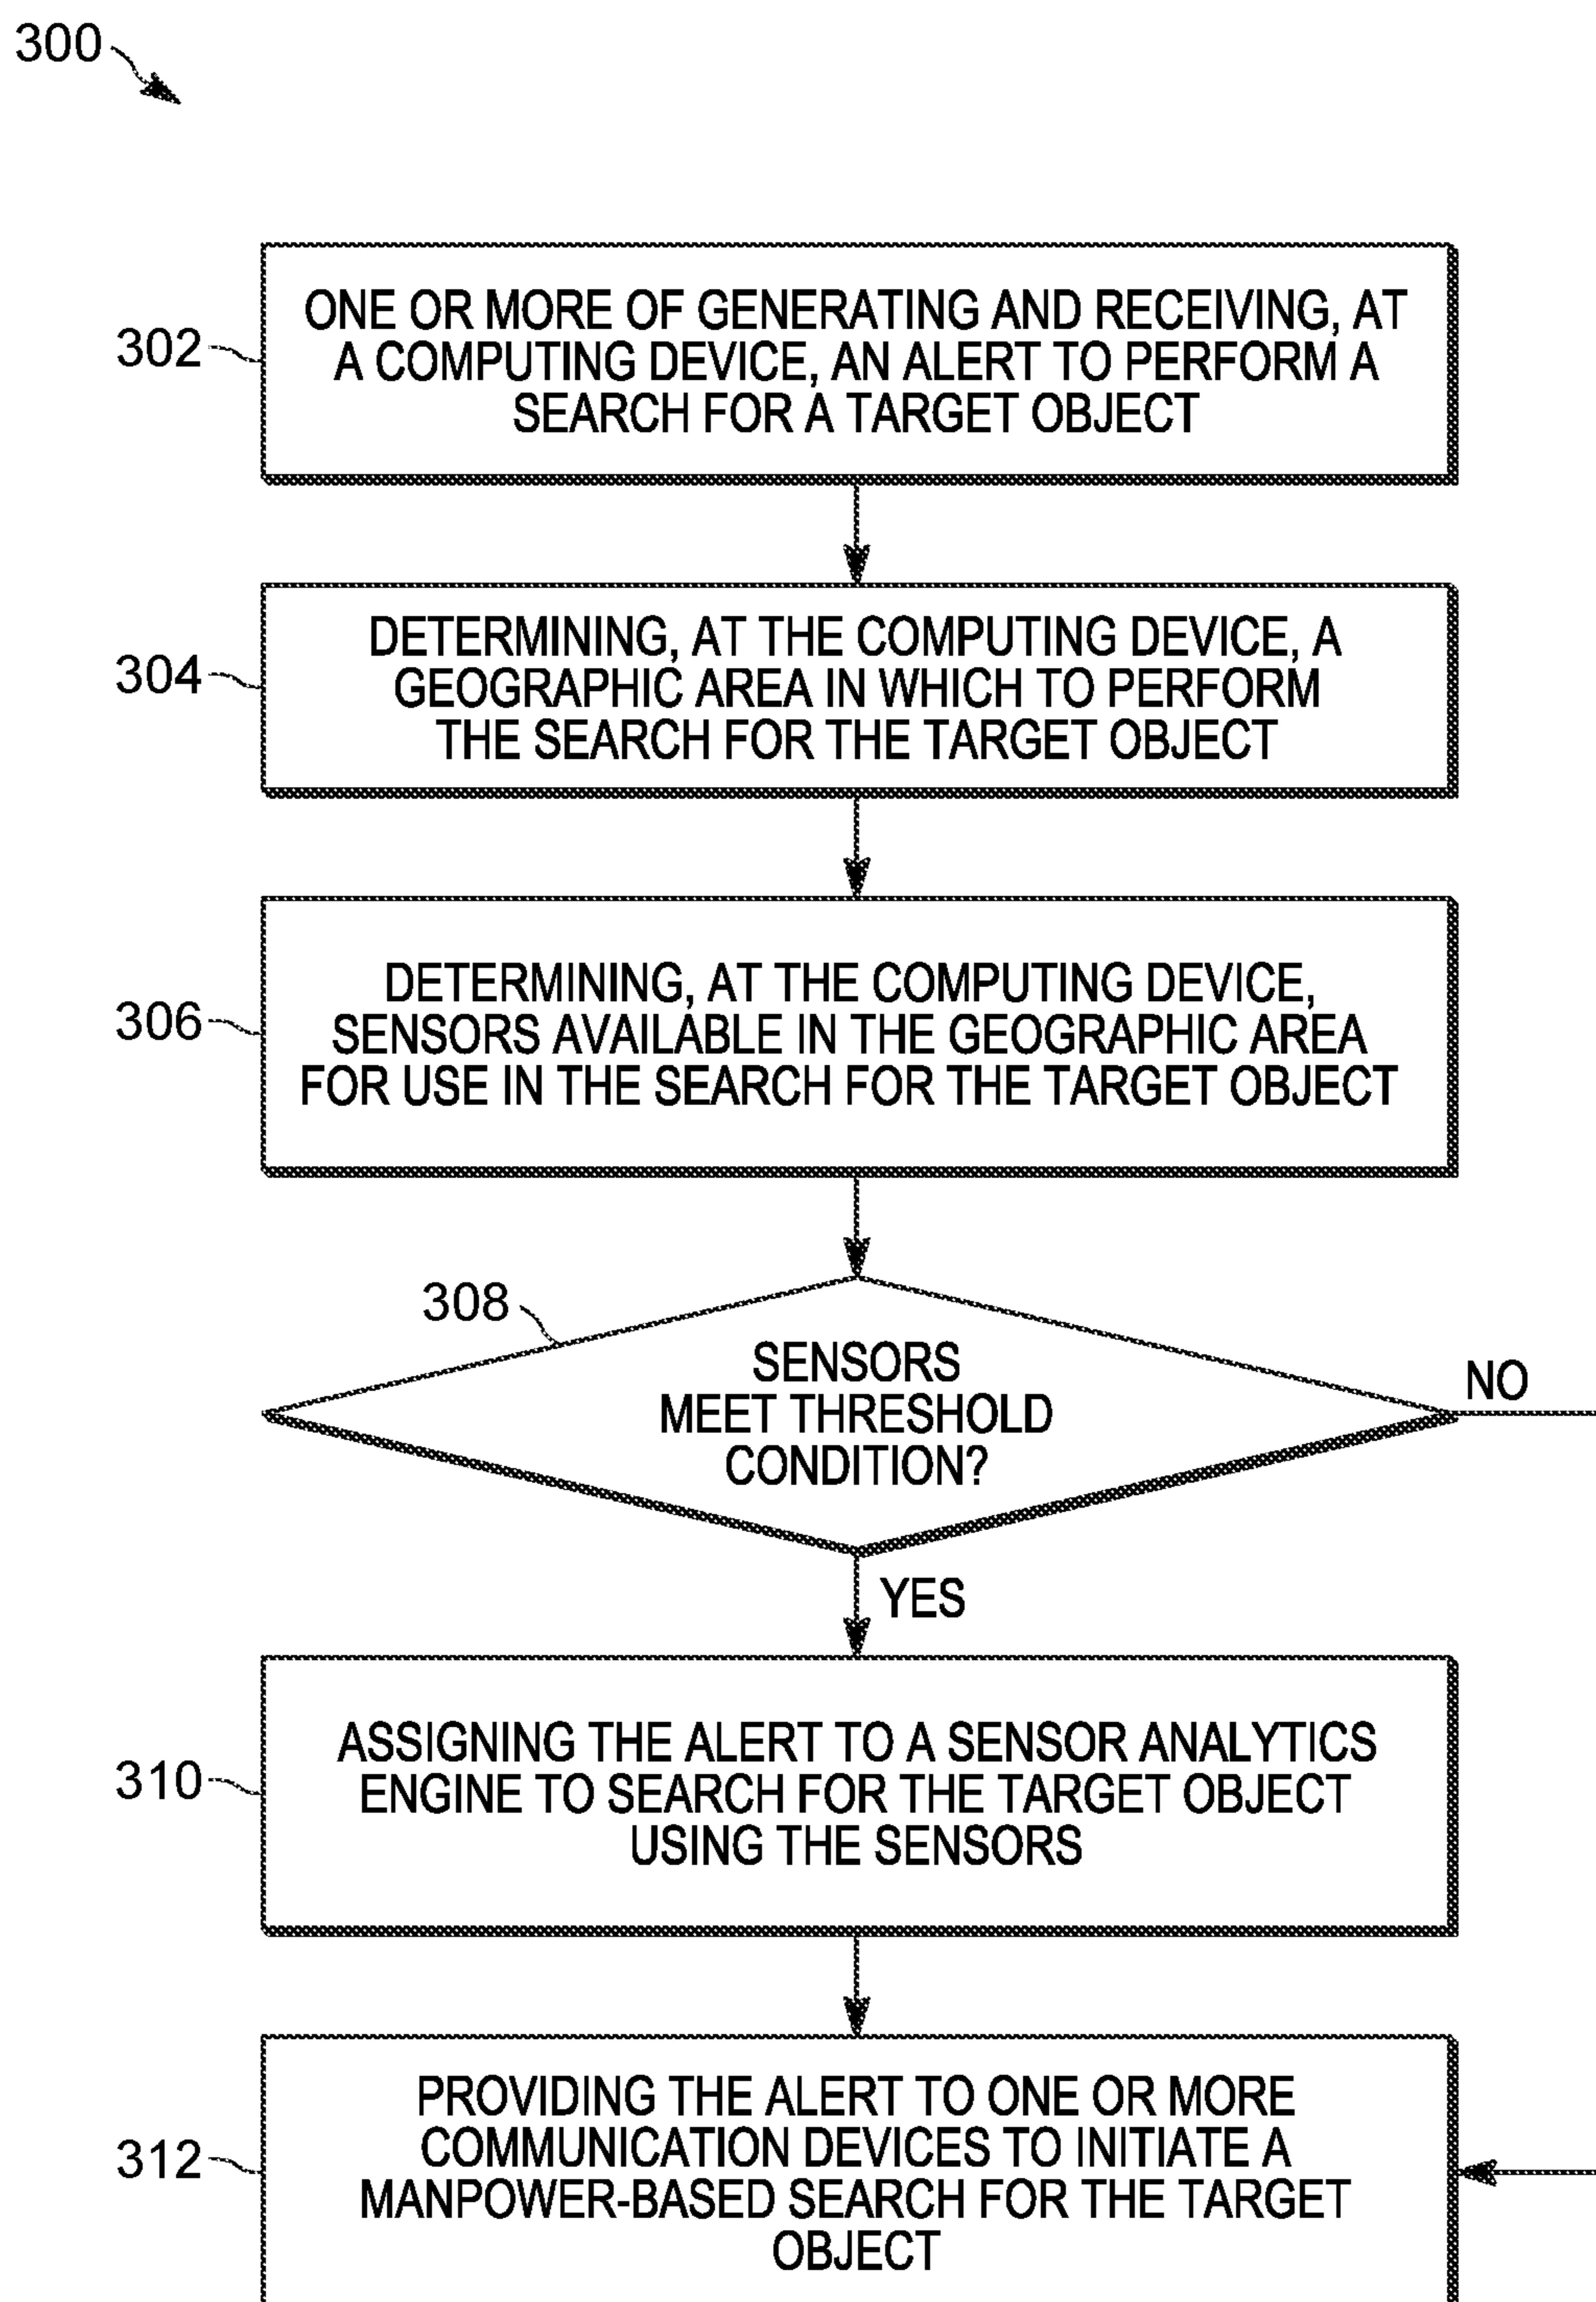 300
302
ONE OR MORE OF GENERATING AND RECEIVING, AT
A COMPUTING DEVICE, AN ALERT TO PERFORM A
SEARCH FOR A TARGET OBJECT
304
DETERMINING, AT THE COMPUTING DEVICE, A
GEOGRAPHIC AREA IN WHICH TO PERFORM
THE SEARCH FOR THE TARGET OBJECT
306
DETERMINING, AT THE COMPUTING DEVICE,
SENSORS AVAILABLE IN THE GEOGRAPHIC AREA
FOR USE IN THE SEARCH FOR THE TARGET OBJECT
308
SENSORS
MEET THRESHOLD
CONDITION?
NO
YES
310
ASSIGNING THE ALERT TO A SENSOR ANALYTICS
ENGINE TO SEARCH FOR THE TARGET OBJECT
USING THE SENSORS
312
PROVIDING THE ALERT TO ONE OR MORE
COMMUNICATION DEVICES TO INITIATE A
MANPOWER-BASED SEARCH FOR THE TARGET
OBJECT